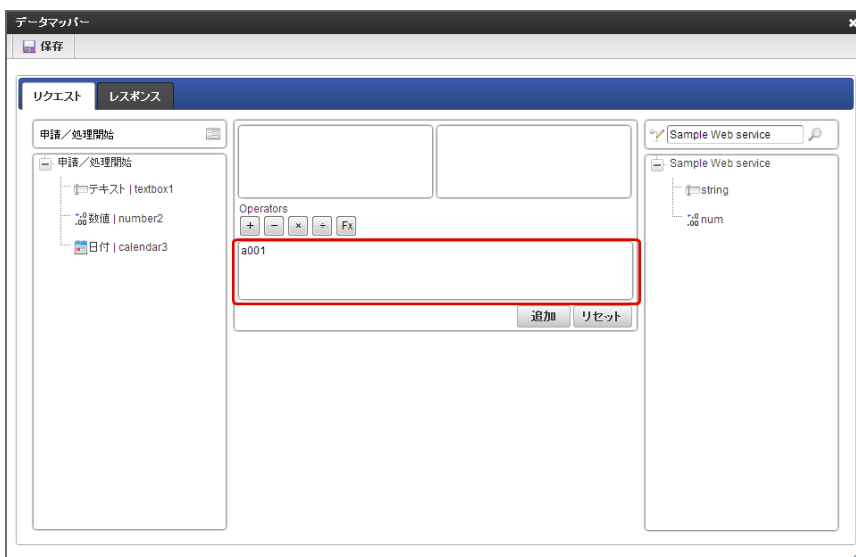 データマッパー
保存
リクエスト
レスポンス
申請／処理開始
申請／処理開始
テキスト | textbox1
数値 | number2
日付 | calendar3
Operators
+ − × ÷ Fx
a001
追加
リセット
Sample Web service
Sample Web service
string
num